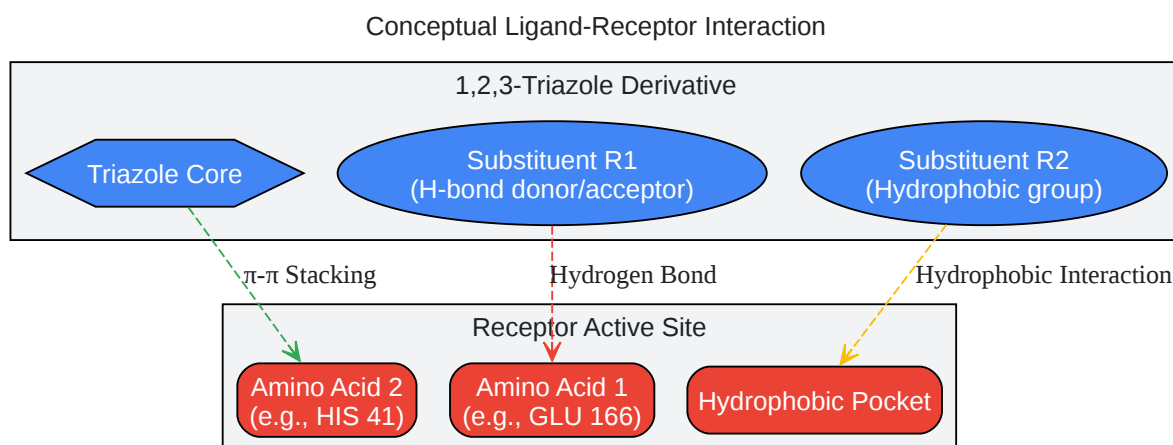 Conceptual Ligand-Receptor Interaction
1,2,3-Triazole Derivative
Triazole Core
Substituent R1
(H-bond donor/acceptor)
Substituent R2
(Hydrophobic group)
π-π Stacking
Hydrogen Bond
Hydrophobic Interaction
Receptor Active Site
Amino Acid 2
(e.g., HIS 41)
Amino Acid 1
(e.g., GLU 166)
Hydrophobic Pocket